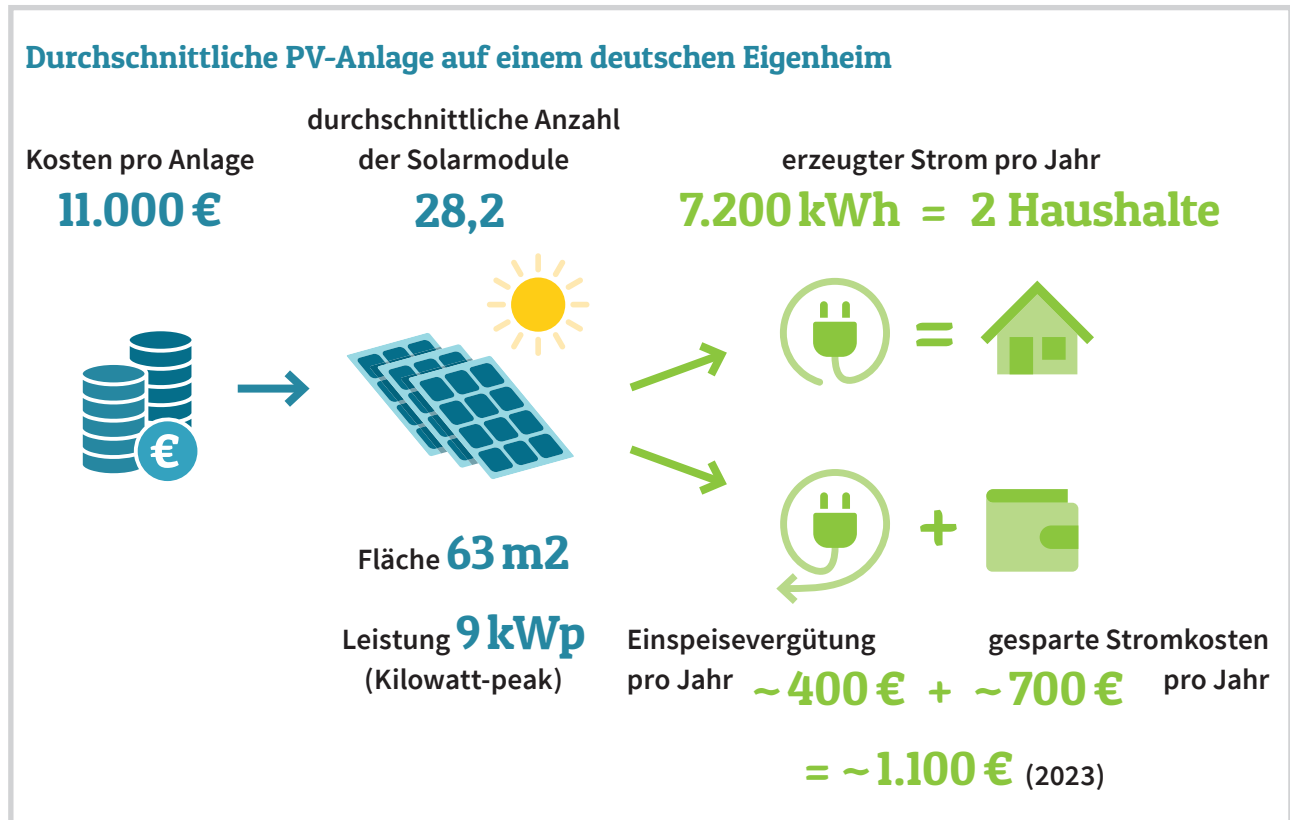 Durchschnittliche PV-Anlage auf einem deutschen Eigenheim
Kosten pro Anlage
11.000 €
durchschnittliche Anzahl
der Solarmodule
28,2
erzeugter Strom pro Jahr
7.200 kWh = 2 Haushalte
€
=
+
Fläche 63 m2
Leistung 9 kWp
(Kilowatt-peak)
Einspeisevergütung
pro Jahr ~400 € + ~700 €
gesparte Stromkosten
pro Jahr
= ~1.100 € (2023)